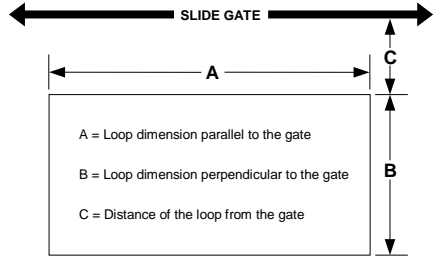 SLIDE GATE
C
A
A = Loop dimension parallel to the gate
B = Loop dimension perpendicular to the gate
B
C = Distance of the loop from the gate